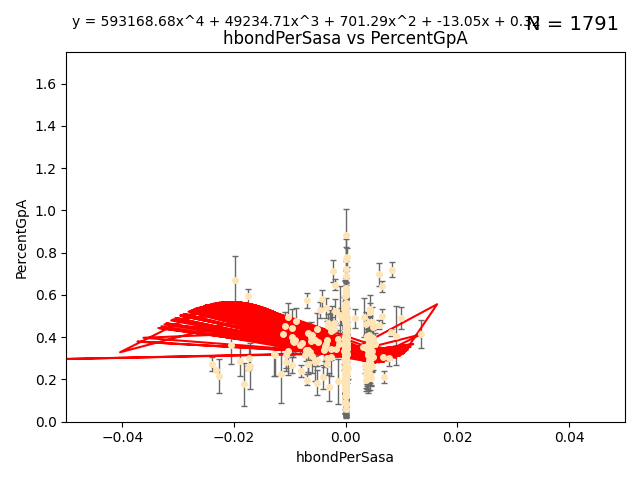 y = 593168.68x^4 + 49234.71x^3 + 701.29x^2 + -13.05x + 0.32
N = 1791
hbondPerSasa vs PercentGpA
1.6
1.4
1.2
1.0
0.8
0.6
0.4
0.2
0.0
PercentGpA
−0.04 −0.02 0.00 0.02 0.04
hbondPerSasa